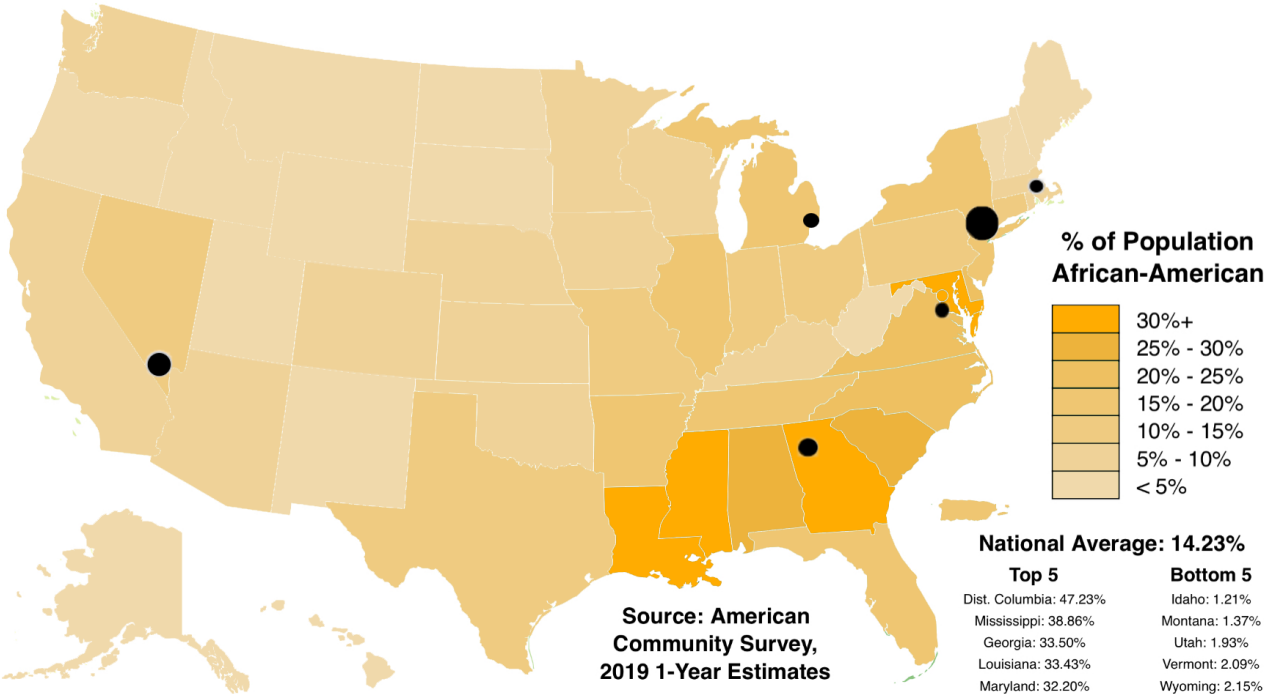 % of Population
African-American
30%+
25% - 30%
20% - 25%
15% - 20%
10% - 15%
5% - 10%
< 5%
National Average: 14.23%
Top 5
Dist. Columbia: 47.23%
Mississippi: 38.86%
Georgia: 33.50%
Louisiana: 33.43%
Maryland: 32.20%
Bottom 5
Idaho: 1.21%
Montana: 1.37%
Utah: 1.93%
Vermont: 2.09%
Wyoming: 2.15%
Source: American
Community Survey,
2019 1-Year Estimates